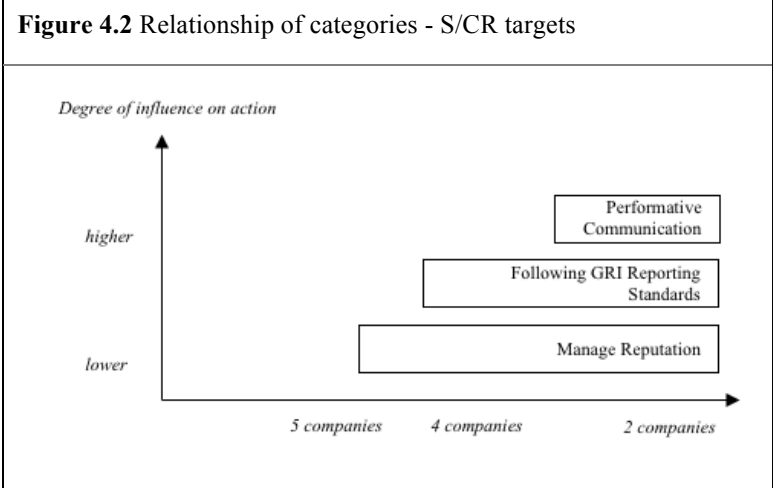 Figure 4.2 Relationship of categories - S/CR targets
Degree of influence on action
higher
Performative
Communication
Following GRI Reporting
Standards
Manage Reputation
lower
5 companies
4 companies
2 companies